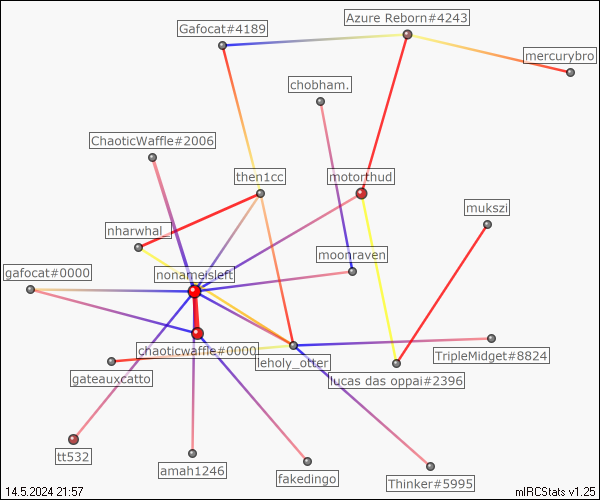 Azure Reborn#4243
Gafocat#4189
mercurybro
chobham.
ChaoticWaffle#2006
then1cc
motorthud
mukszi
nharwhal_
moonraven
gafocat#0000
nonameisleft
chaoticwaffle#0000
leholy_otter
TripleMidget#8824
gateauxcatto
lucas das oppai#2396
tt532
amah1246
fakedingo
Thinker#5995
14.5.2024 21:57
mIRCStats v1.25